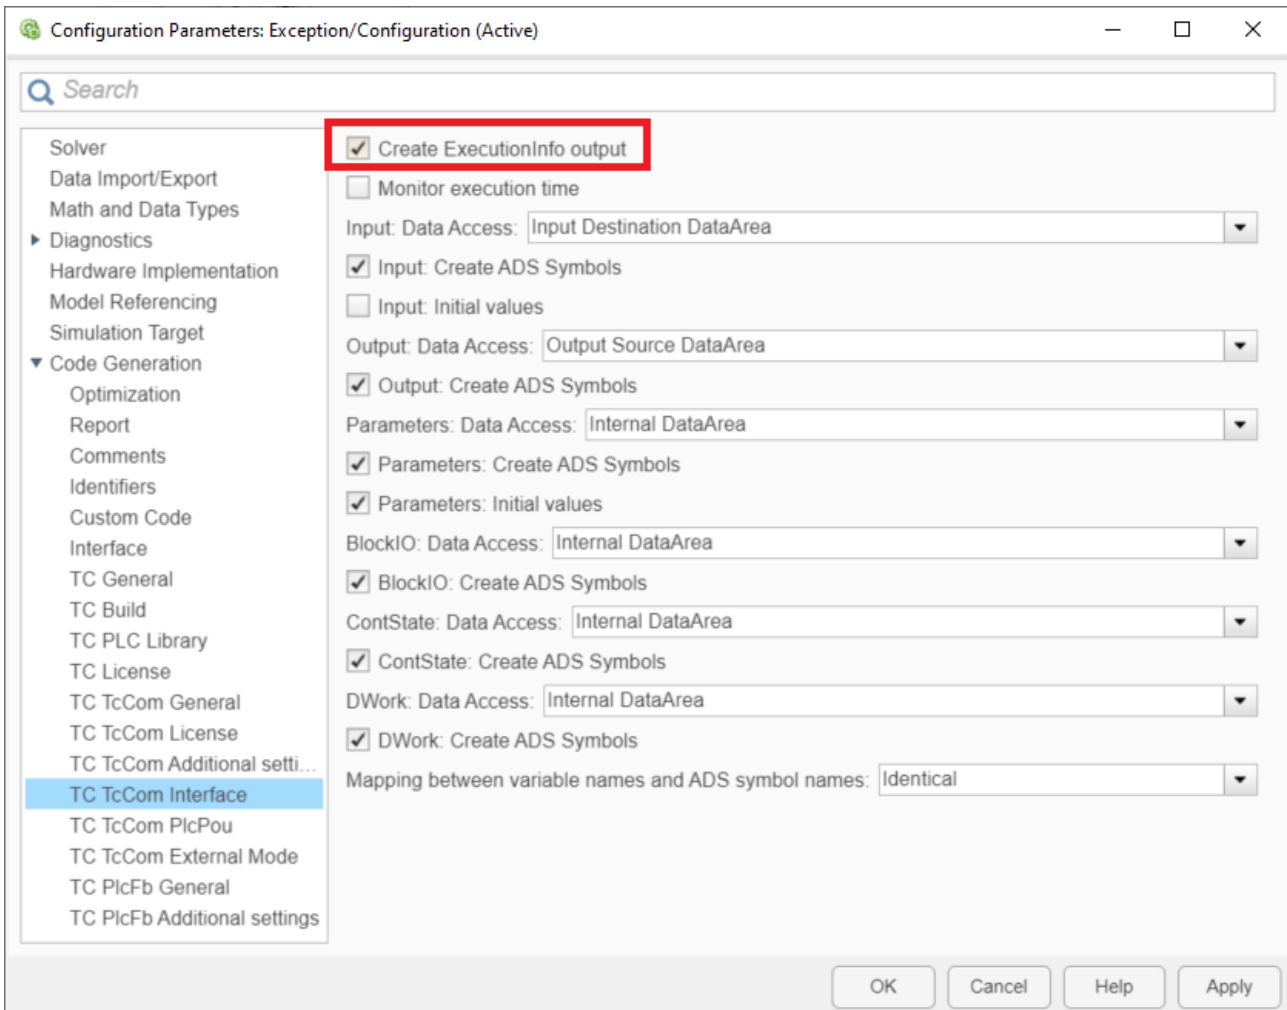 Configuration Parameters: Exception/Configuration (Active)
Search
Solver
Data Import/Export
Math and Data Types
Diagnostics
Hardware Implementation
Model Referencing
Simulation Target
Code Generation
Optimization
Report
Comments
Identifiers
Custom Code
Interface
TC General
TC Build
TC PLC Library
TC License
TC TcCom General
TC TcCom License
TC TcCom Additional setti...
TC TcCom Interface
TC TcCom PlcPou
TC TcCom External Mode
TC PlcFb General
TC PlcFb Additional settings
Create ExecutionInfo output
Monitor execution time
Input: Data Access: Input Destination DataArea
Input: Create ADS Symbols
Input: Initial values
Output: Data Access: Output Source DataArea
Output: Create ADS Symbols
Parameters: Data Access: Internal DataArea
Parameters: Create ADS Symbols
Parameters: Initial values
BlockIO: Data Access: Internal DataArea
BlockIO: Create ADS Symbols
ContState: Data Access: Internal DataArea
ContState: Create ADS Symbols
DWork: Data Access: Internal DataArea
DWork: Create ADS Symbols
Mapping between variable names and ADS symbol names: Identical
OK Cancel Help Apply